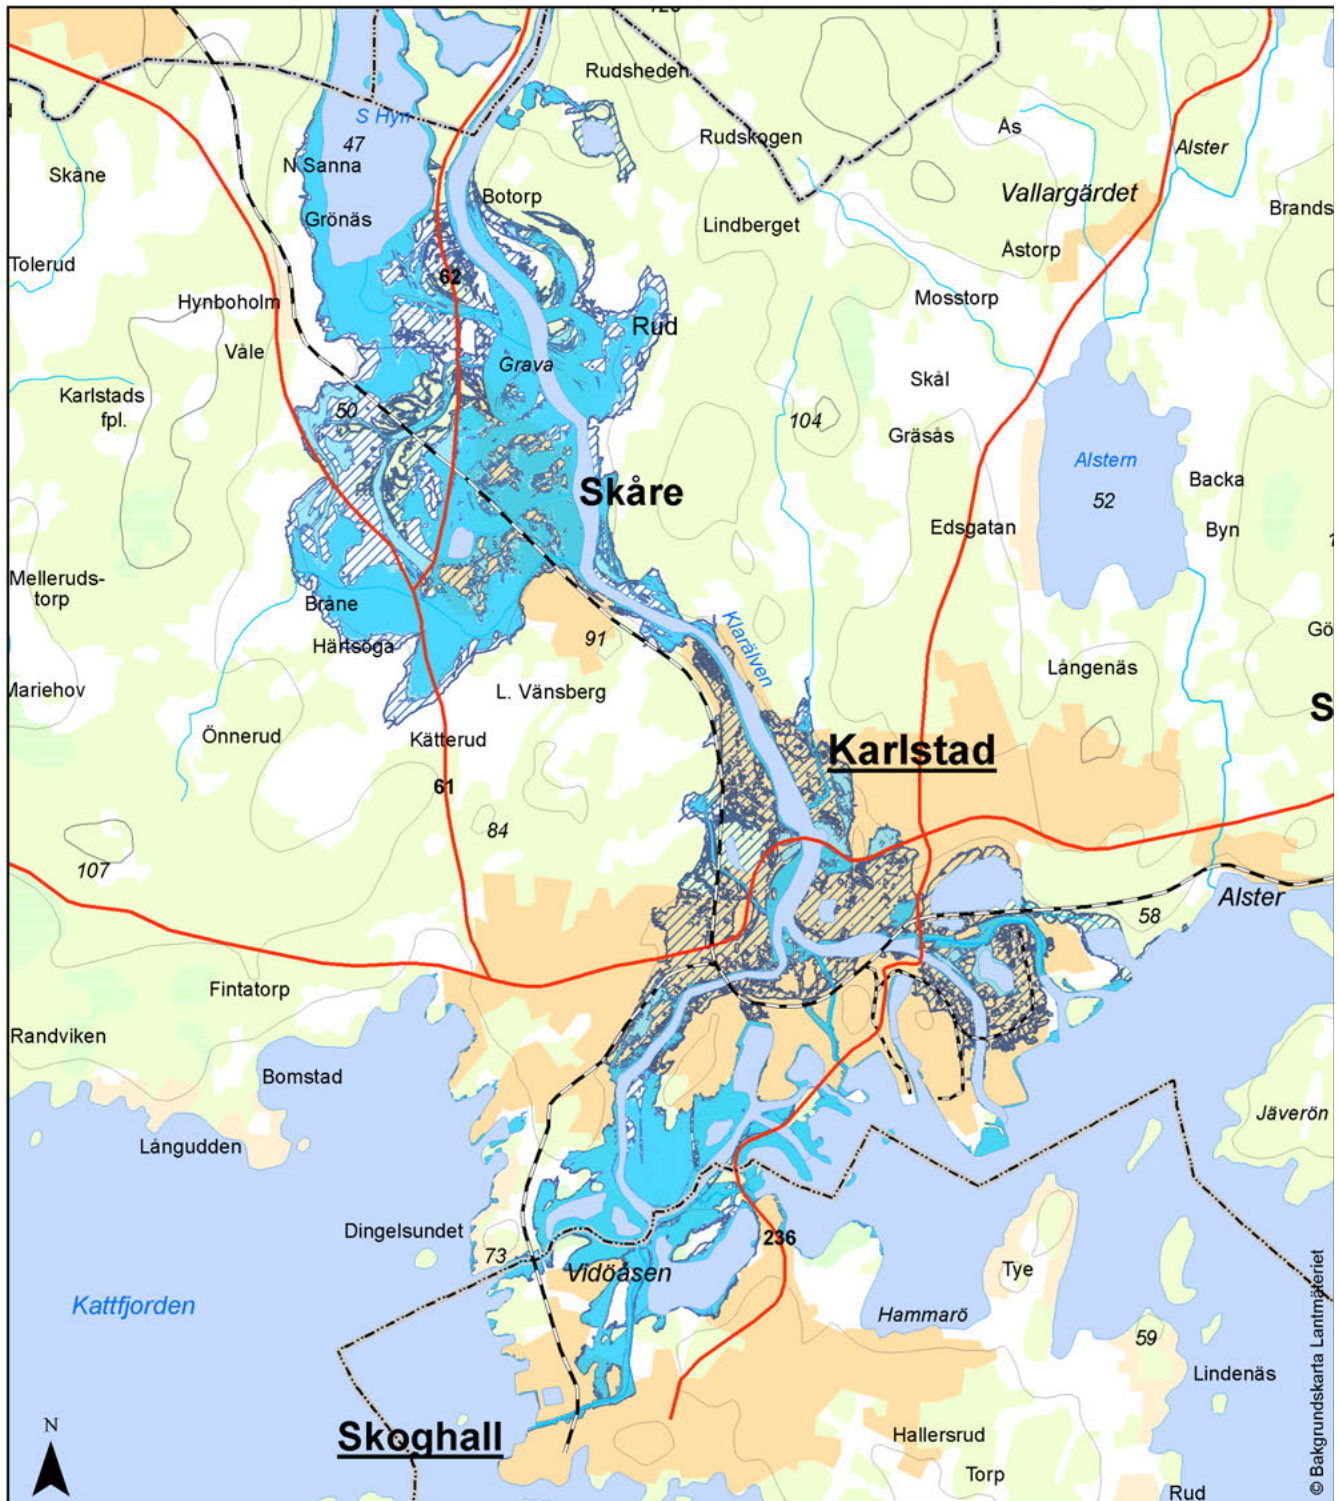 Rudsheden
S Hyn
47
Rudskogen
Ås
Alster
N Sanna
Skåne
Botorp
Vallargärdet
Grönäs
Lindberget
Brands
Åstorp
Tolerud
62
Hynboholm
Mosstorp
Rud
Våle
Grava
Skål
Karlstads
fpl.
50
104
Gräsås
Alstern
52
Backa
Skåre
Edsgatan
Byn
Melleruds-
torp
Bråne
Klarälven
Gö
91
Härtsöga
Långenäs
Mariehov
L. Vänsberg
S
Önnerud
Kätterud
Karlstad
61
84
107
58
Alster
Fintatorp
Randviken
Bomstad
Jäverön
Långudden
Dingelsundet
236
73
Vidöåsen
Tye
Kattfjorden
Hammarö
59
Lindenäs
N
Skoghall
Hallersrud
Torp
Rud
© Bakgrundskarta Lantmäteriet